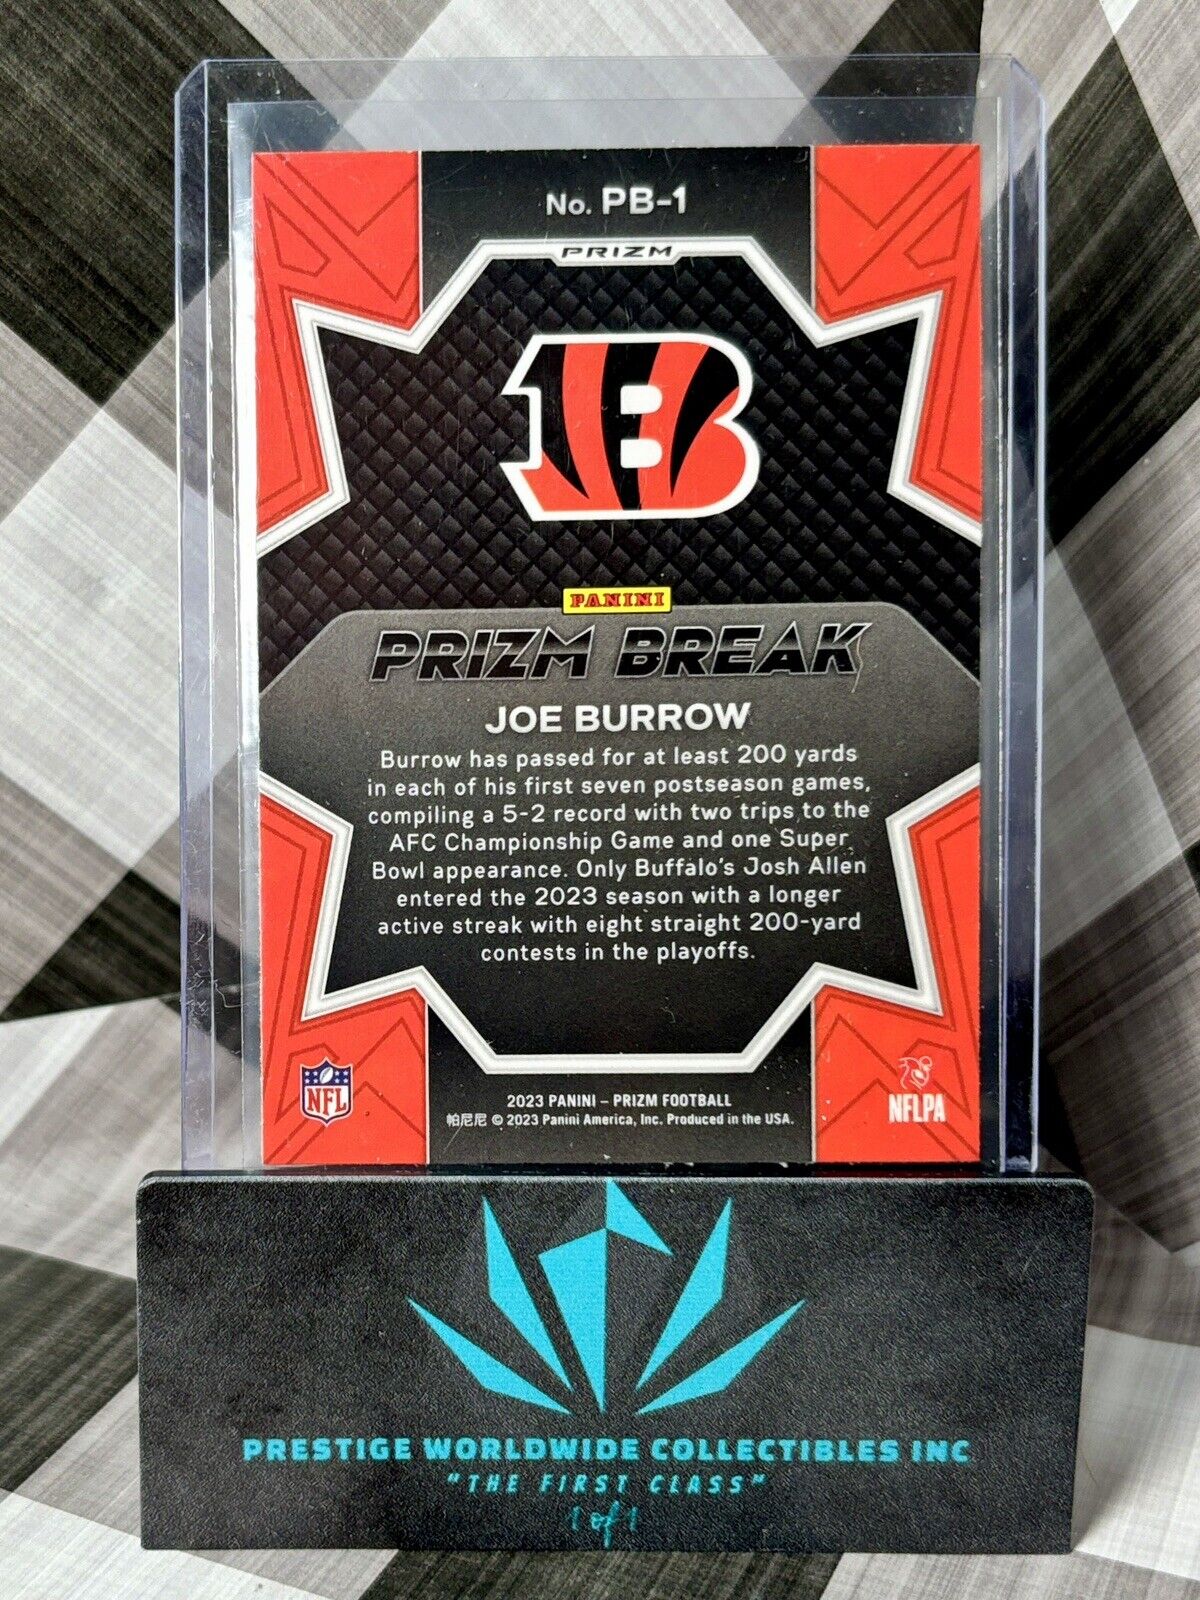 No. PB-1
PRIZM
PANINI
PRIZM BREAK
JOE BURROW
Burrow has passed for at least 200 yards
in each of his first seven postseason games,
compiling a 5-2 record with two trips to the
AFC Championship Game and one Super
Bowl appearance. Only Buffalo's Josh Allen
entered the 2023 season with a longer
active streak with eight straight 200-yard
contests in the playoffs.
NFL
NFLPA
2023 PANINI – PRIZM FOOTBALL
帕尼尼 © 2023 Panini America, Inc. Produced in the USA.
PRESTIGE WORLDWIDE COLLECTIBLES INC
"THE FIRST CLASS"
1 of 1